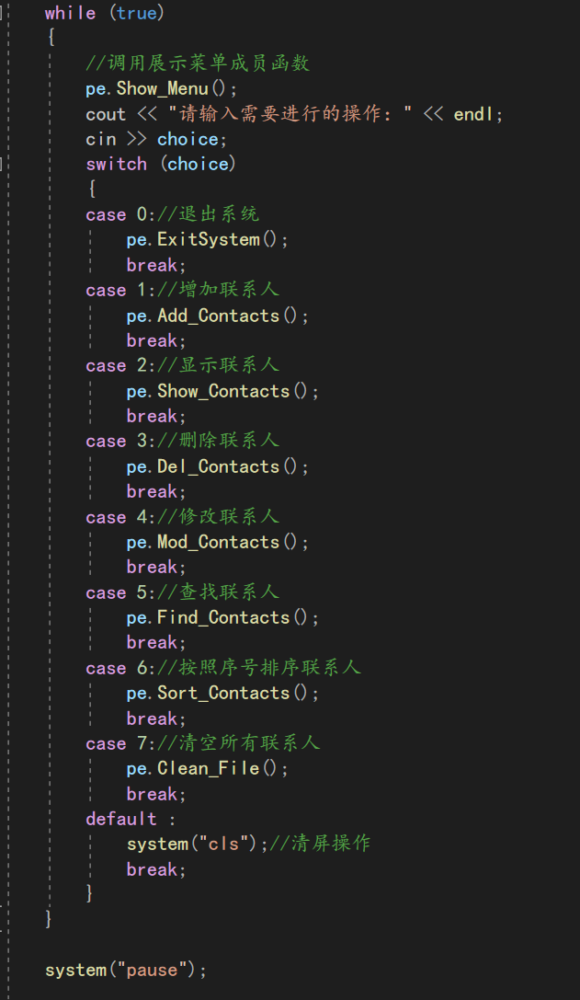 while (true)
{
//调用展示菜单成员函数
pe.Show_Menu();
cout << "请输入需要进行的操作：" << endl;
cin >> choice;
switch (choice)
{
case 0://退出系统
pe.ExitSystem();
break;
case 1://增加联系人
pe.Add_Contacts();
break;
case 2://显示联系人
pe.Show_Contacts();
break;
case 3://删除联系人
pe.Del_Contacts();
break;
case 4://修改联系人
pe.Mod_Contacts();
break;
case 5://查找联系人
pe.Find_Contacts();
break;
case 6://按照序号排序联系人
pe.Sort_Contacts();
break;
case 7://清空所有联系人
pe.Clean_File();
break;
default :
system("cls");//清屏操作
break;
}
}
system("pause");